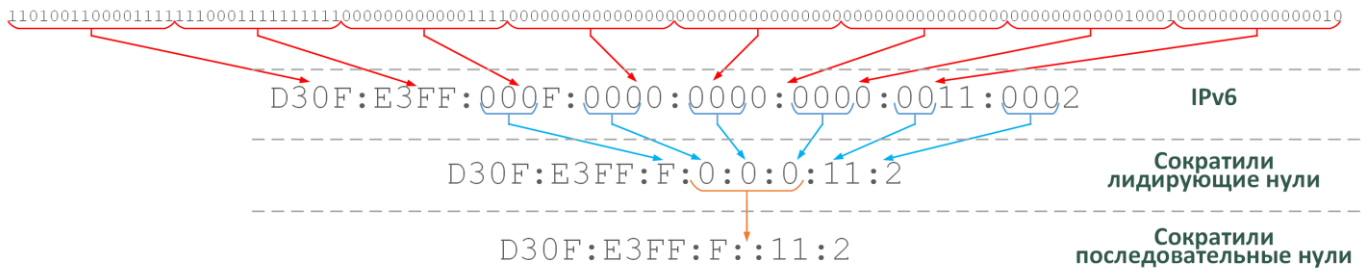 11010011000011111110001111111111000000000000111100000000000000000000000000000000000000000000000000000000000100010000000000000010
D30F:E3FF:000F:0000:0000:0000:0011:0002 IPv6
D30F:E3FF:F:0:0:0:11:2 Сократили
лидирующие нули
D30F:E3FF:F::11:2 Сократили
последовательные нули